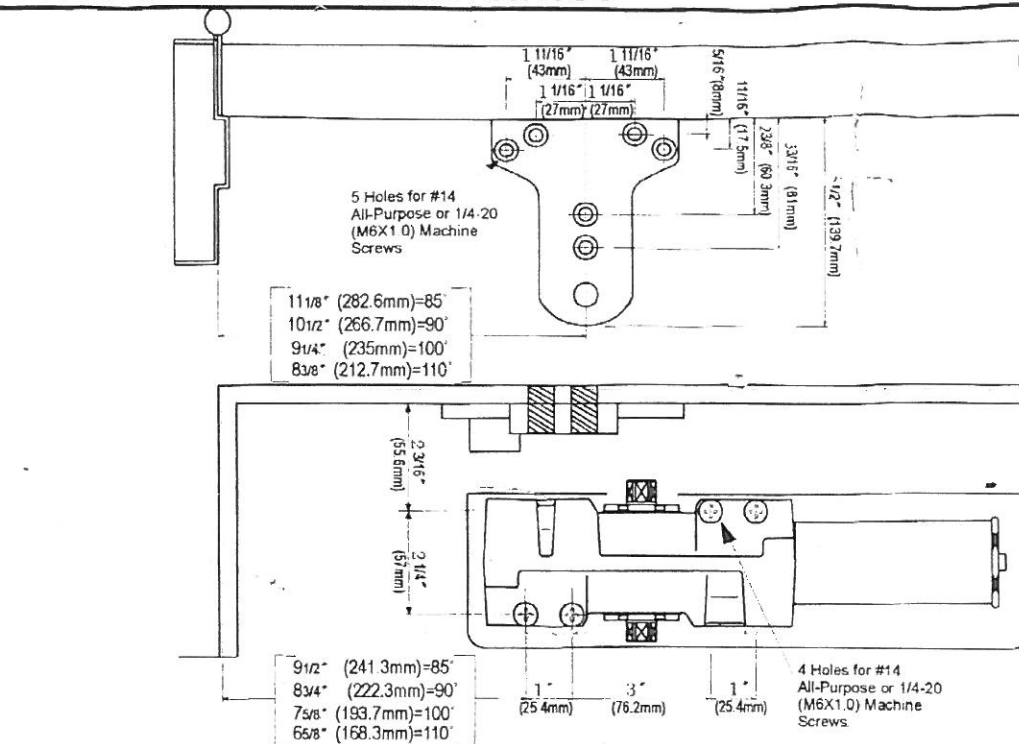 1 11/16" 1 11/16"
(43mm) (43mm)
1 1/16" 1 1/16"
(27mm) (27mm)
5/16" (8mm)
11/16" (17.5mm)
23/8" (60.3mm)
33/16" (81mm)
1/2" (139.7mm)
5 Holes for #14
All-Purpose or 1/4-20
(M6X1.0) Machine
Screws
11 1/8" (282.6mm)=85°
10 1/2" (266.7mm)=90°
9 1/4" (235mm)=100°
8 3/8" (212.7mm)=110°
2 3/16"
(55.6mm)
2 1/4"
(57mm)
9 1/2" (241.3mm)=85°
8 3/4" (222.3mm)=90°
7 5/8" (193.7mm)=100°
6 5/8" (168.3mm)=110°
1" 3" 1"
(25.4mm) (76.2mm) (25.4mm)
4 Holes for #14
All-Purpose or 1/4-20
(M6X1.0) Machine
Screws.